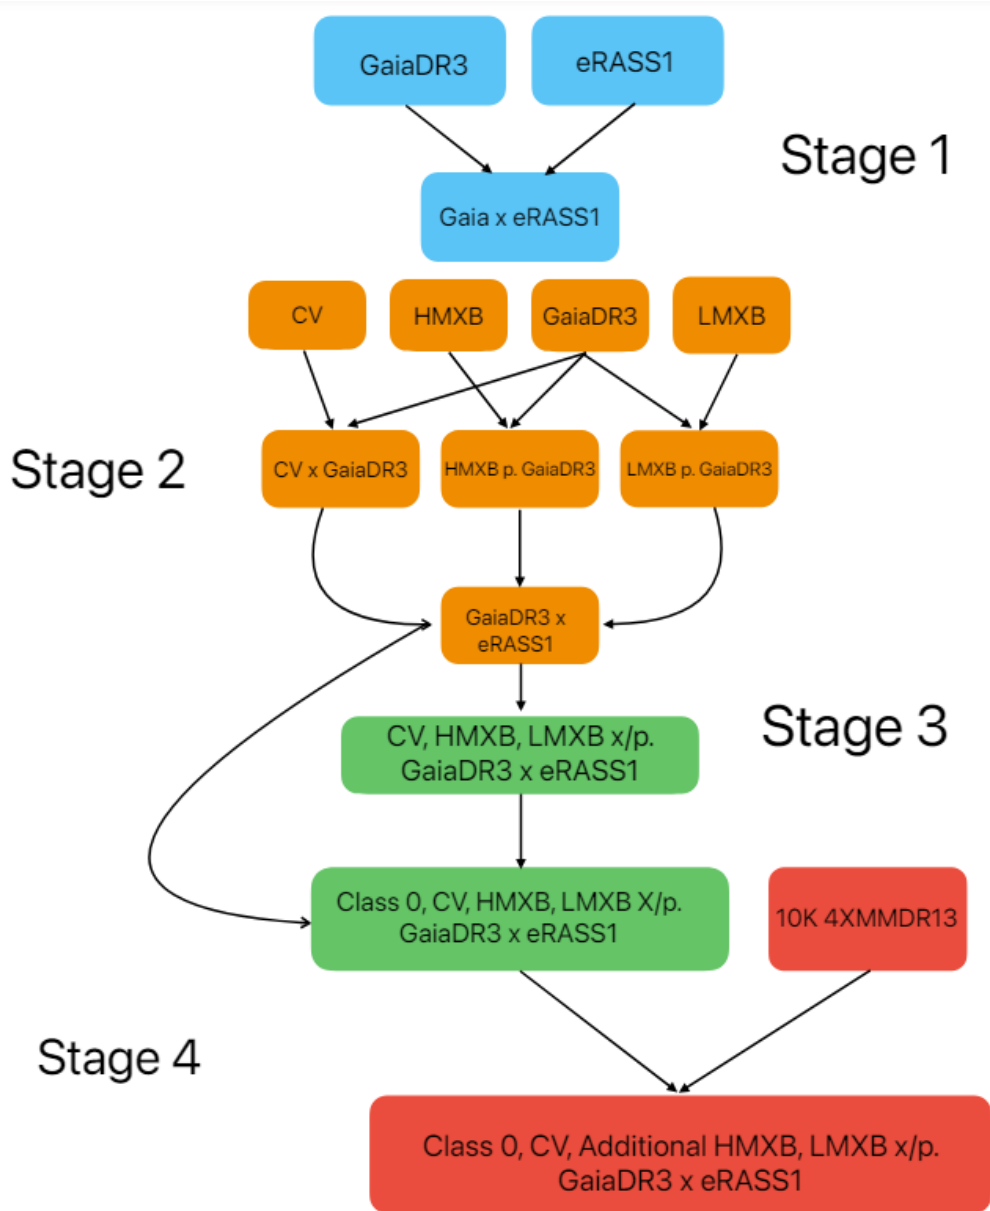 GaiaDR3
eRASS1
Stage 1
Gaia x eRASS1
CV
HMXB
GaiaDR3
LMXB
Stage 2
CV x GaiaDR3
HMXB p. GaiaDR3
LMXB p. GaiaDR3
GaiaDR3 x
eRASS1
Stage 3
CV, HMXB, LMXB x/p.
GaiaDR3 x eRASS1
Class 0, CV, HMXB, LMXB X/p.
GaiaDR3 x eRASS1
10K 4XMMDR13
Stage 4
Class 0, CV, Additional HMXB, LMXB x/p.
GaiaDR3 x eRASS1